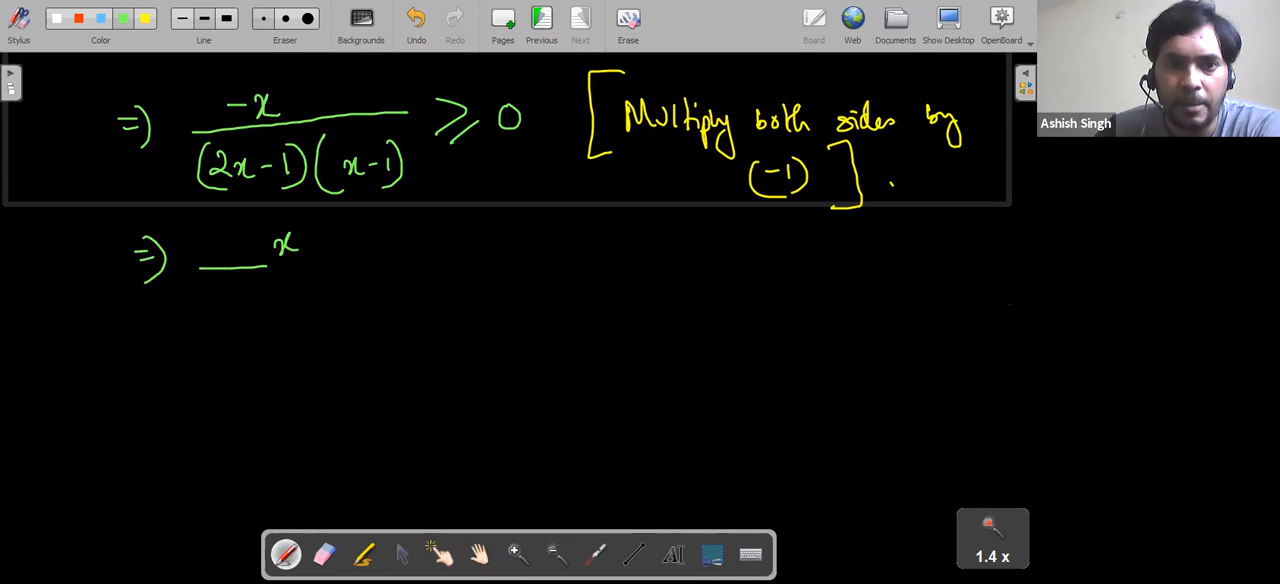 Stylus Color Line Eraser Backgrounds Undo Redo Pages Previous Next Erase Board Web Documents Show Desktop OpenBoard
⇒ -x / (2x-1)(x-1) ⩾ 0 [Multiply both sides by
(-1)].
Ashish Singh
⇒ x
1.4 x